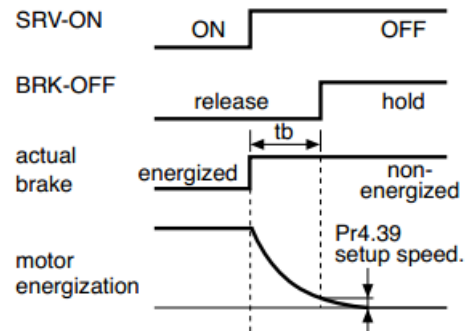 SRV-ON
ON
OFF
BRK-OFF
release
hold
tb
actual
brake
energized
non-
energized
Pr4.39
setup speed.
motor
energization